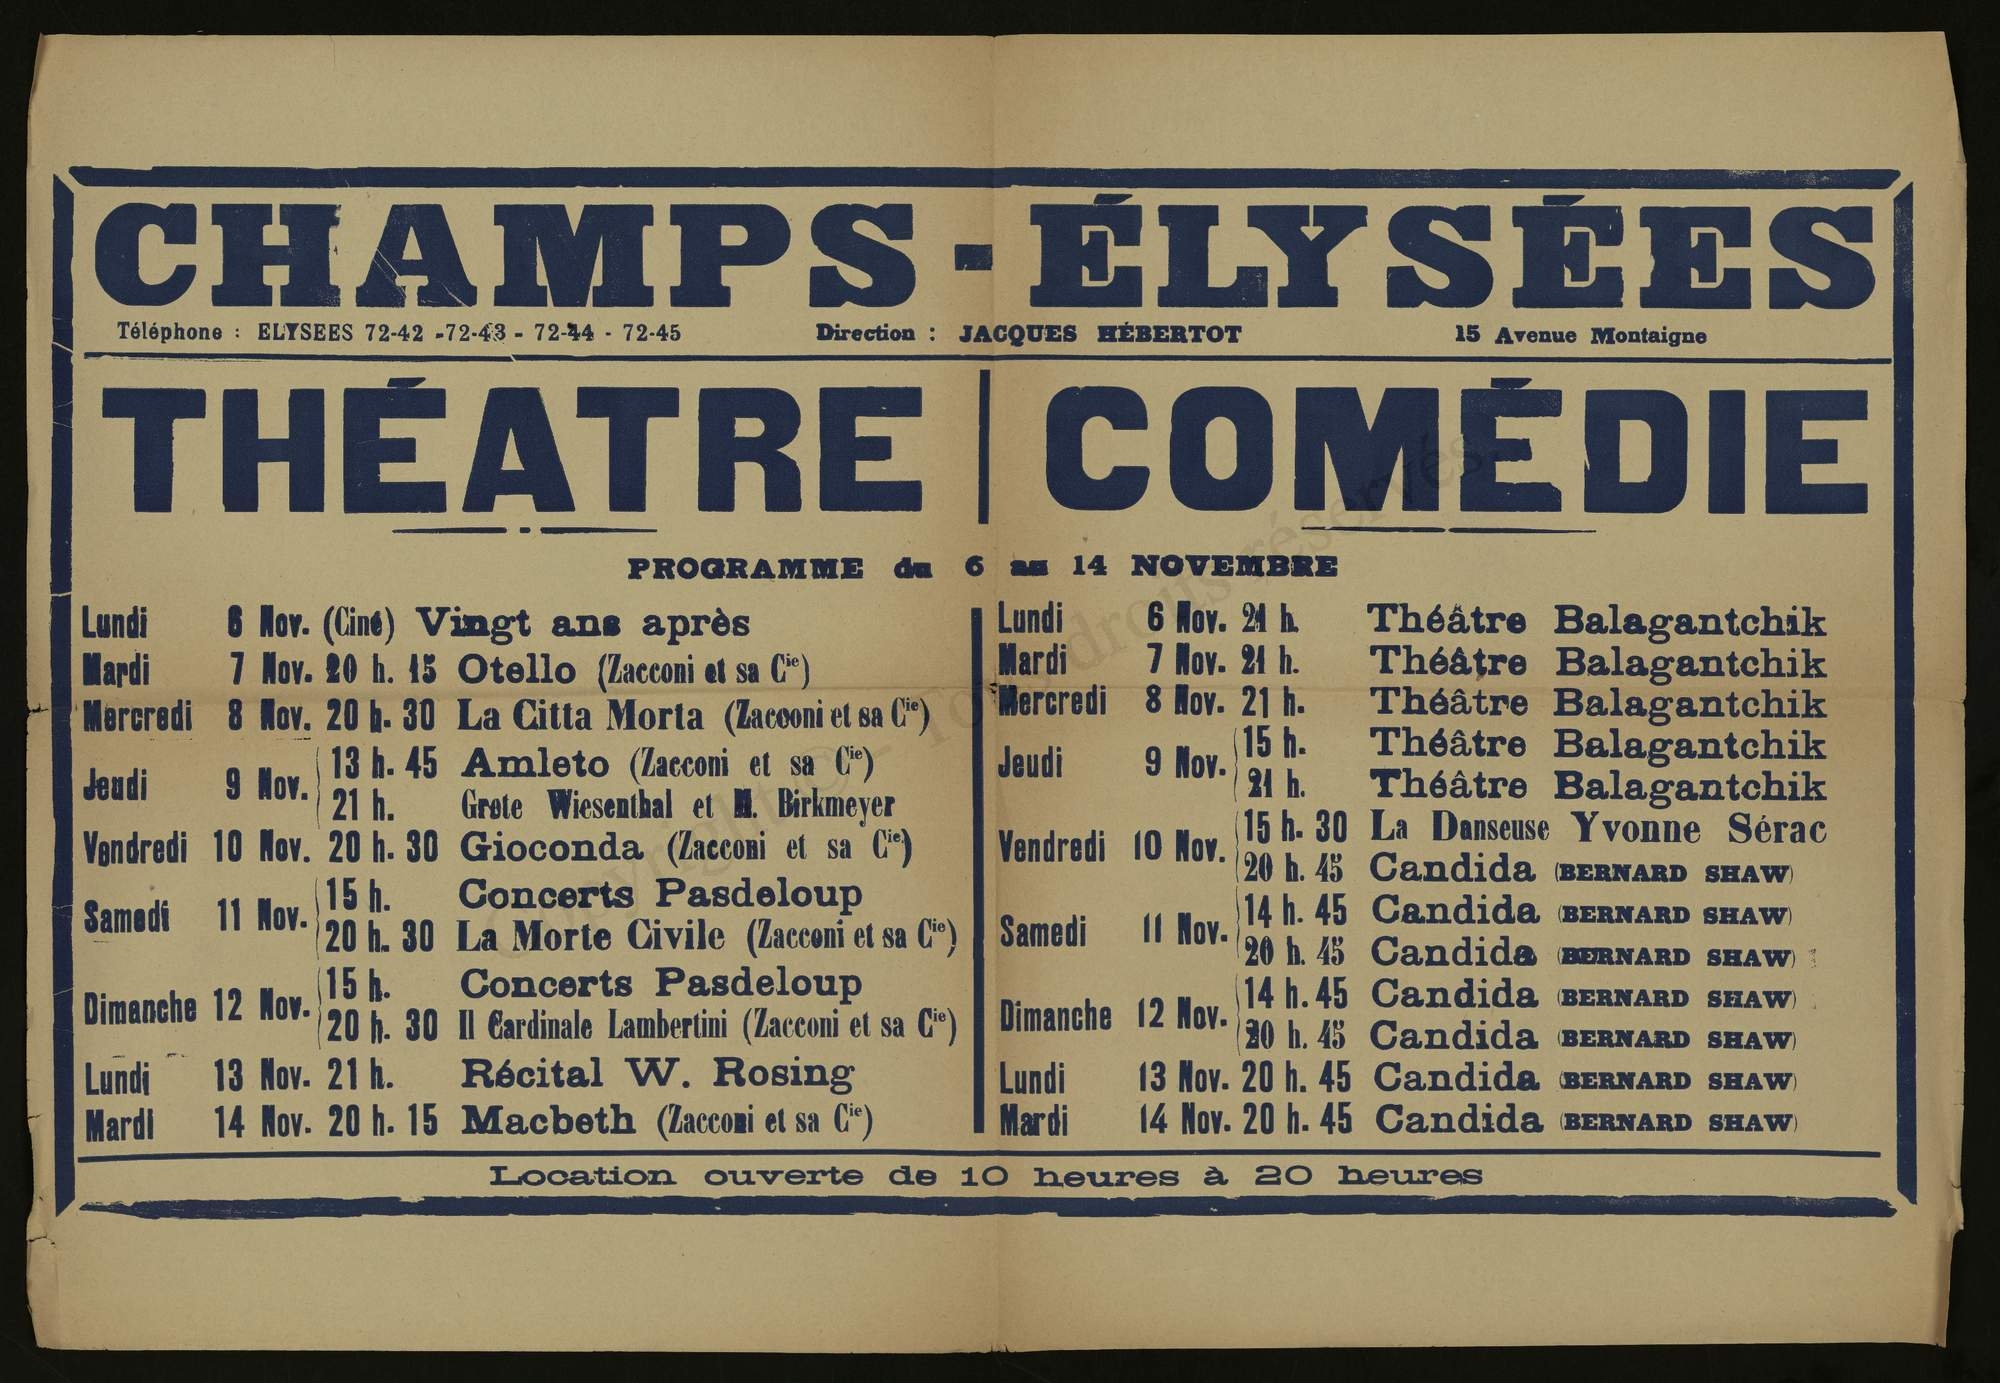 CHAMPS-ÉLYSÉES
Téléphone : ELYSEES 72-42 - 72-43 - 72-44 - 72-45 Direction : JACQUES HÉBERTOT 15 Avenue Montaigne
THÉATRE
COMÉDIE
PROGRAMME du 6 au 14 NOVEMBRE
Lundi 6 Nov. (Ciné) Vingt ans après
Mardi 7 Nov. 20 h. 15 Otello (Zacconi et sa Cie)
Mercredi 8 Nov. 20 h. 30 La Citta Morta (Zacconi et sa Cie)
Jeudi 9 Nov. 13 h. 45 Amleto (Zacconi et sa Cie)
21 h. Grete Wiesenthal et M. Birkmeyer
Vendredi 10 Nov. 20 h. 30 Gioconda (Zacconi et sa Cie)
Samedi 11 Nov. 15 h. Concerts Pasdeloup
20 h. 30 La Morte Civile (Zacconi et sa Cie)
Dimanche 12 Nov. 15 h. Concerts Pasdeloup
20 h. 30 Il Cardinale Lambertini (Zacconi et sa Cie)
Lundi 13 Nov. 21 h. Récital W. Rosing
Mardi 14 Nov. 20 h. 15 Macbeth (Zacconi et sa Cie)
Lundi 6 Nov. 21 h. Théâtre Balagantchik
Mardi 7 Nov. 21 h. Théâtre Balagantchik
Mercredi 8 Nov. 21 h. Théâtre Balagantchik
Jeudi 9 Nov. 15 h. Théâtre Balagantchik
21 h. Théâtre Balagantchik
Vendredi 10 Nov. 15 h. 30 La Danseuse Yvonne Sérac
20 h. 45 Candida (BERNARD SHAW)
Samedi 11 Nov. 14 h. 45 Candida (BERNARD SHAW)
20 h. 45 Candida (BERNARD SHAW)
Dimanche 12 Nov. 14 h. 45 Candida (BERNARD SHAW)
20 h. 45 Candida (BERNARD SHAW)
Lundi 13 Nov. 20 h. 45 Candida (BERNARD SHAW)
Mardi 14 Nov. 20 h. 45 Candida (BERNARD SHAW)
Location ouverte de 10 heures à 20 heures
Copyright © - Tous droits réservés.